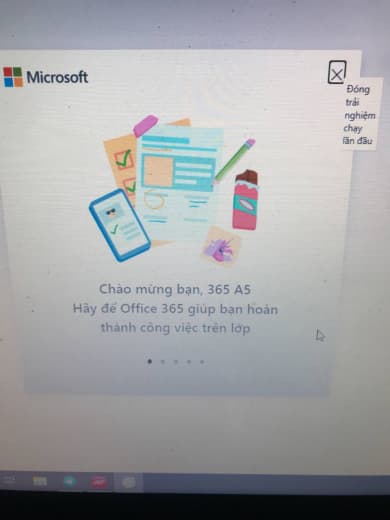 Microsoft
Đóng
trải
nghiệm
chạy
lần đầu
Chào mừng bạn, 365 A5
Hãy để Office 365 giúp bạn hoàn
thành công việc trên lớp